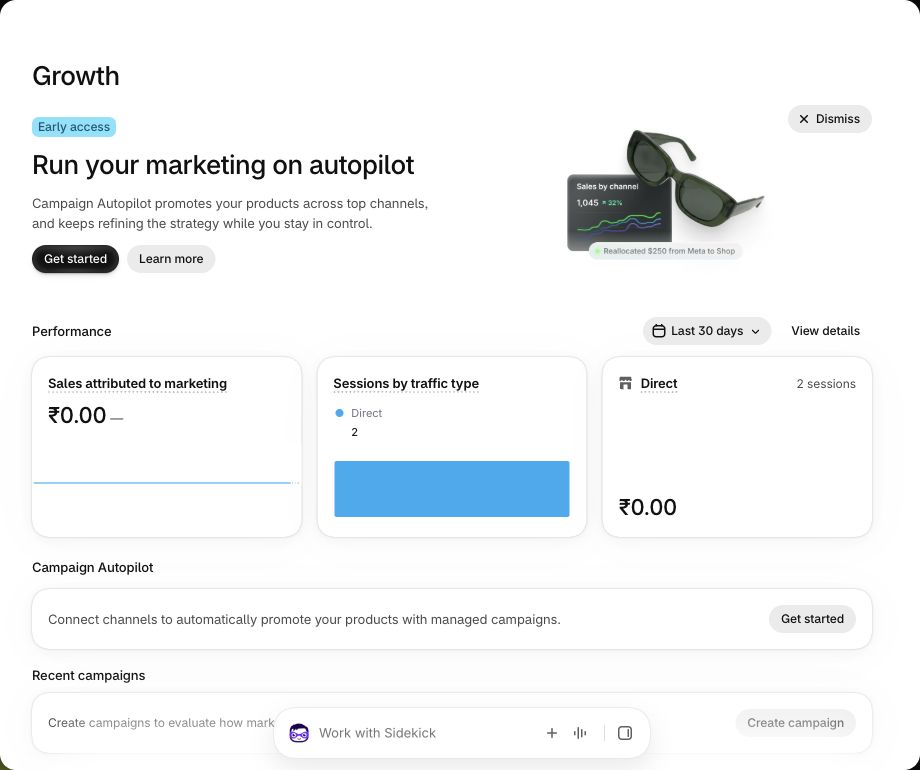 Growth
Early access
Dismiss
Run your marketing on autopilot
Campaign Autopilot promotes your products across top channels,
and keeps refining the strategy while you stay in control.
Get started
Learn more
Sales by channel
1,045 32%
Reallocated $250 from Meta to Shop
Performance
Last 30 days
View details
Sales attributed to marketing
₹0.00 —
Sessions by traffic type
Direct
2
Direct
2 sessions
₹0.00
Campaign Autopilot
Connect channels to automatically promote your products with managed campaigns.
Get started
Recent campaigns
Create campaigns to evaluate how mark
Create campaign
Work with Sidekick